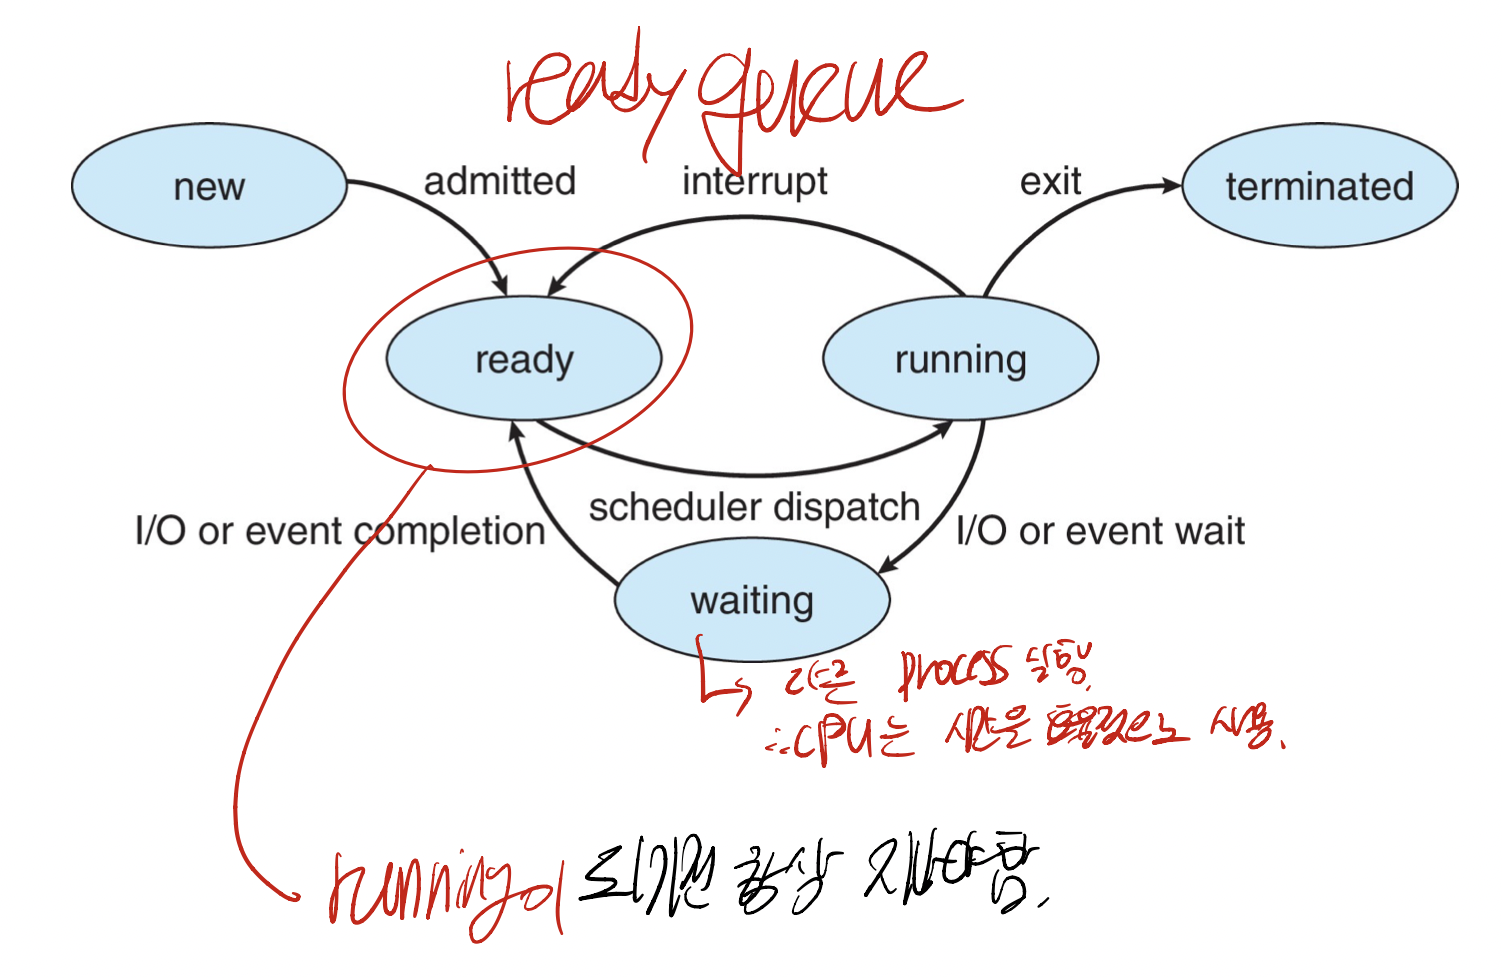 ready queue
new
admitted
interrupt
exit
terminated
ready
running
I/O or event completion
scheduler dispatch
I/O or event wait
waiting
다른 process 실행.
∴CPU는 시간을 효율적으로 사용.
running이 되기전 항상 지나야함.